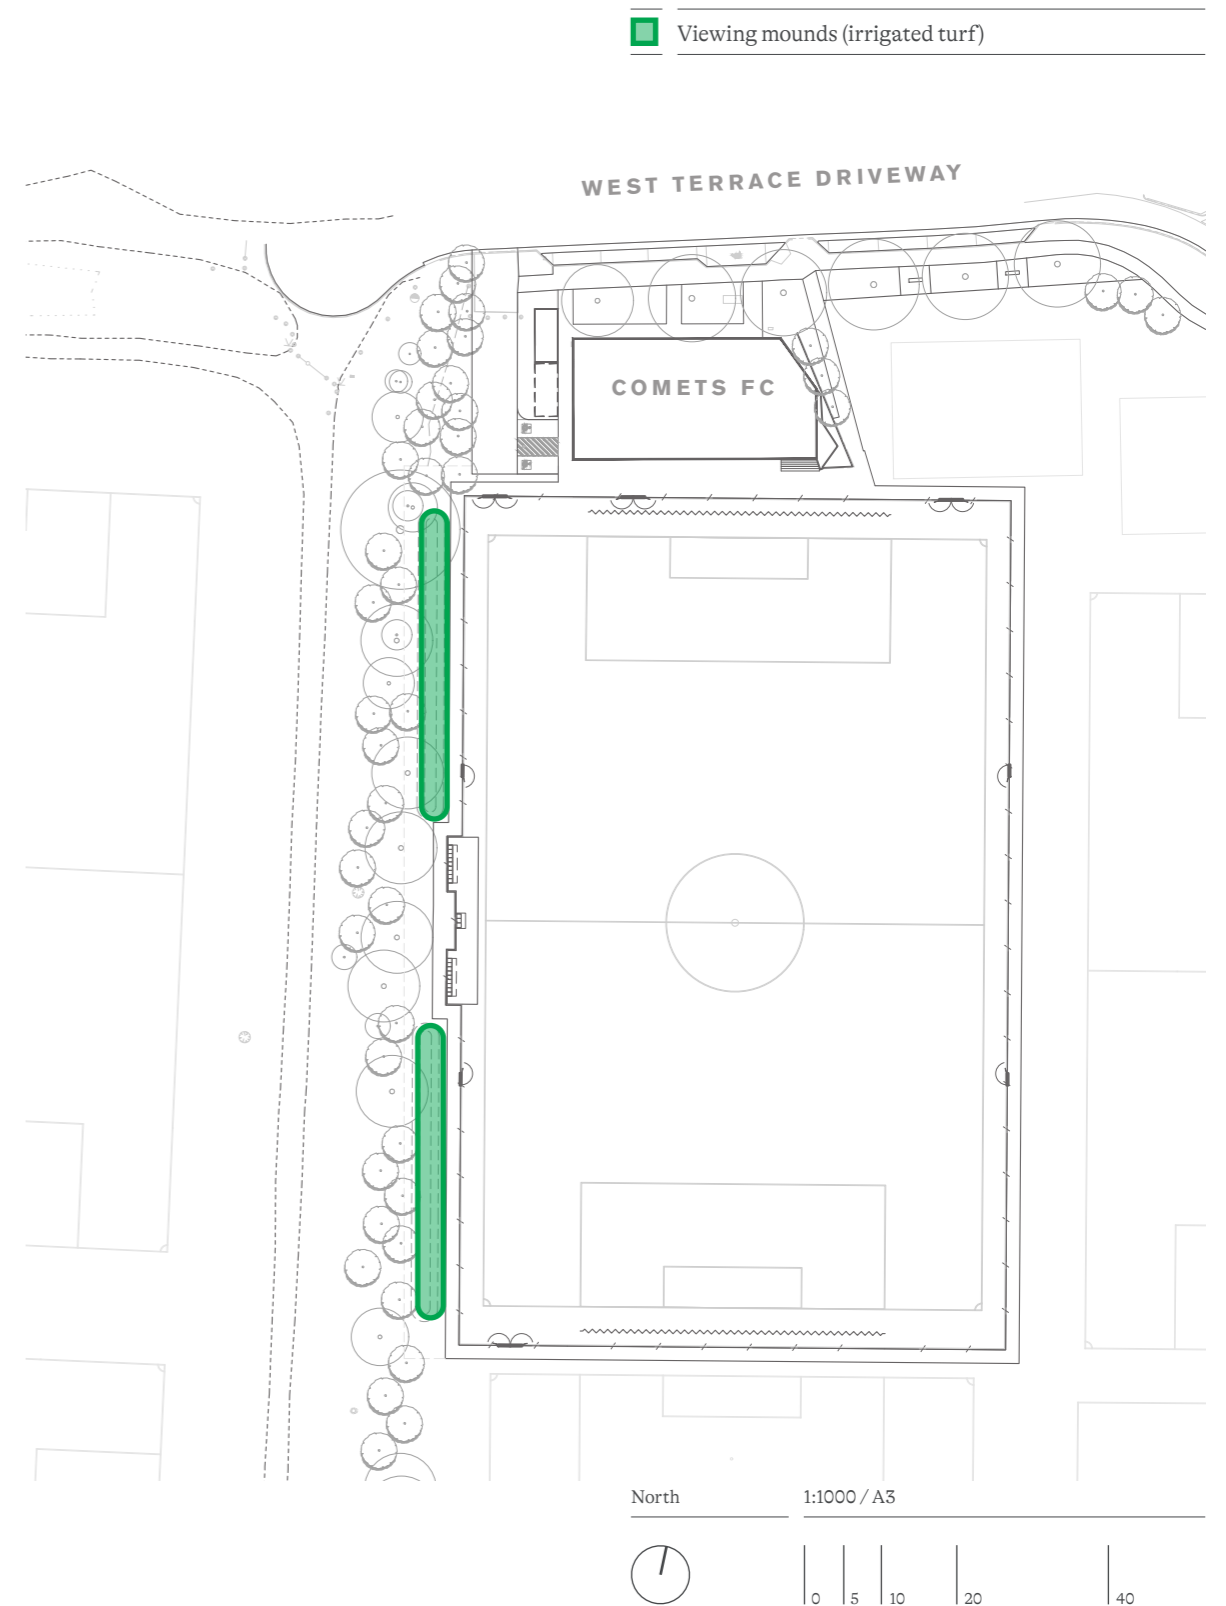 Viewing mounds (irrigated turf)
WEST TERRACE DRIVEWAY
COMETS FC
North
1:1000 / A3
0 5 10 20 40